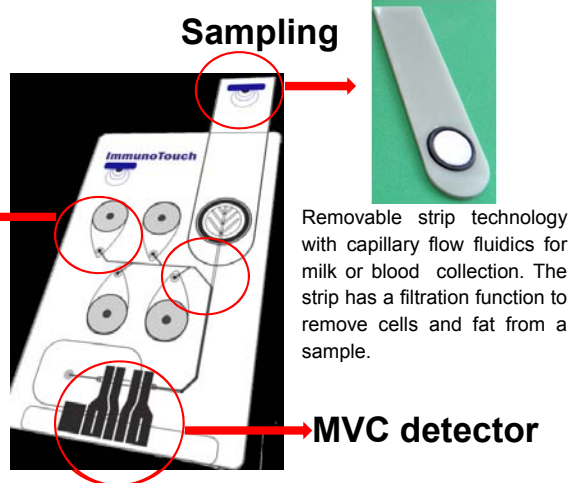 Sampling
ImmunoTouch
Removable strip technology
with capillary flow fluidics for
milk or blood collection. The
strip has a filtration function to
remove cells and fat from a
sample.
MVC detector